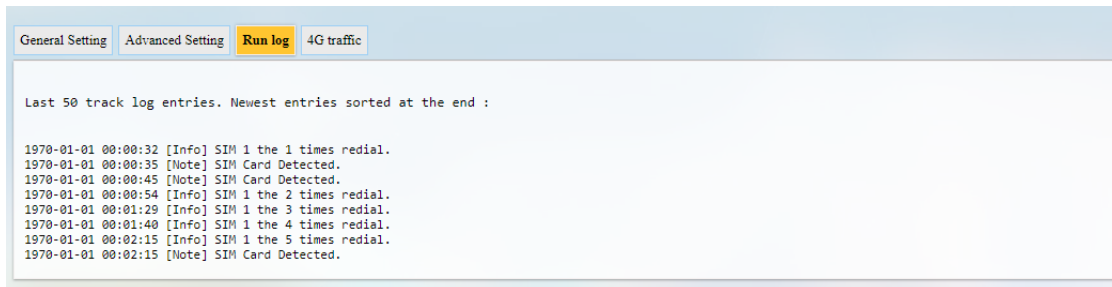 General Setting Advanced Setting Run log 4G traffic
Last 50 track log entries. Newest entries sorted at the end :
1970-01-01 00:00:32 [Info] SIM 1 the 1 times redial.
1970-01-01 00:00:35 [Note] SIM Card Detected.
1970-01-01 00:00:45 [Note] SIM Card Detected.
1970-01-01 00:00:54 [Info] SIM 1 the 2 times redial.
1970-01-01 00:01:29 [Info] SIM 1 the 3 times redial.
1970-01-01 00:01:40 [Info] SIM 1 the 4 times redial.
1970-01-01 00:02:15 [Info] SIM 1 the 5 times redial.
1970-01-01 00:02:15 [Note] SIM Card Detected.